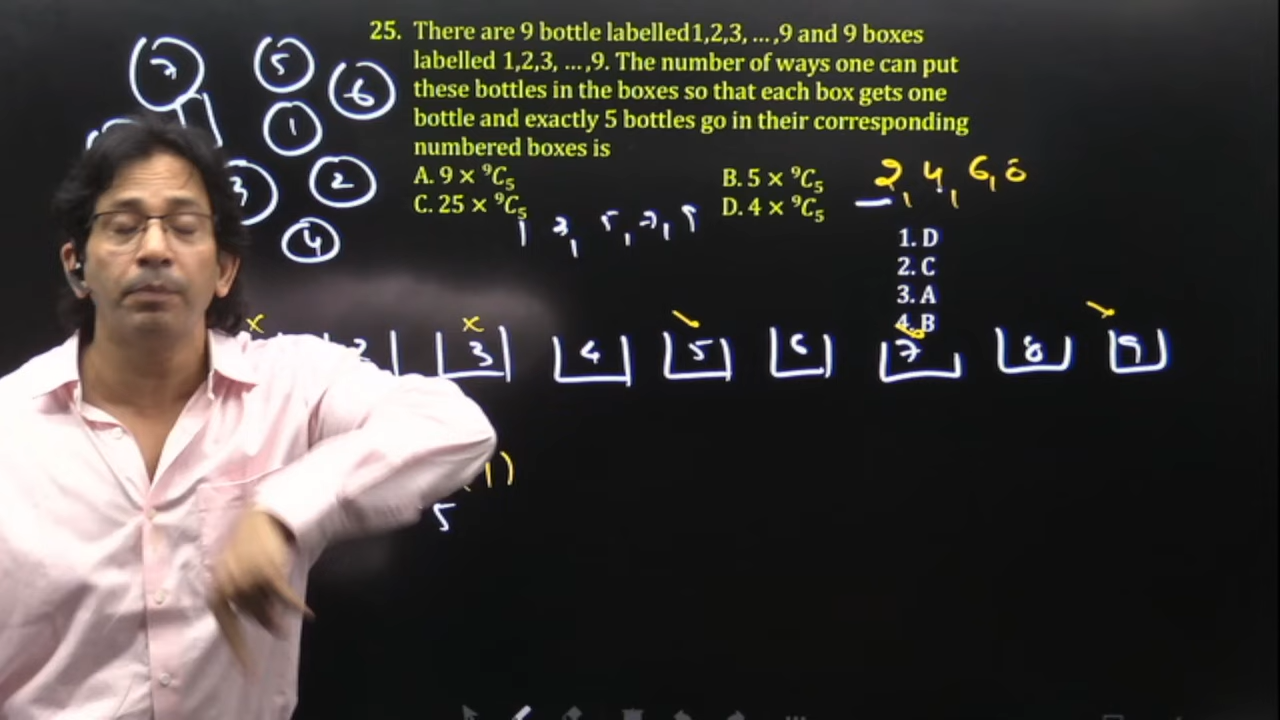 25. There are 9 bottle labelled1,2,3, ...,9 and 9 boxes
labelled 1,2,3, ...,9. The number of ways one can put
these bottles in the boxes so that each box gets one
bottle and exactly 5 bottles go in their corresponding
numbered boxes is
A. 9 × ⁹C₅
B. 5 × ⁹C₅
C. 25 × ⁹C₅
D. 4 × ⁹C₅
1. D
2. C
3. A
4. B
7
5
6
1
3
2
4
2, 4, 6, 8
1 3, 5, 7, 9
x x
2 3 4 5 6 7 8 9
1)
5